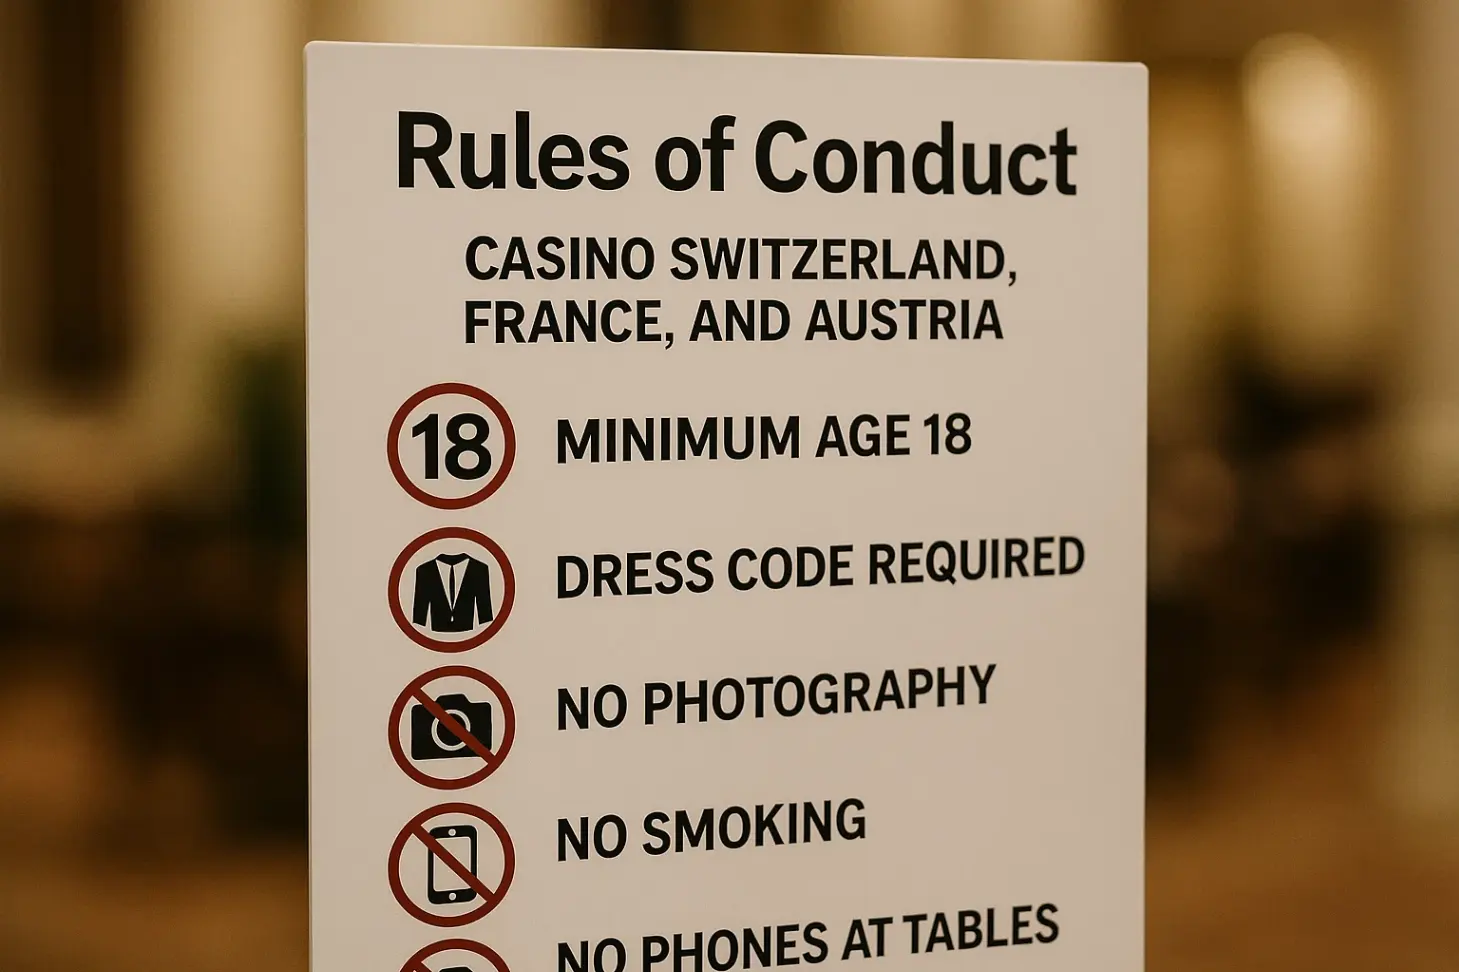 Rules of Conduct
CASINO SWITZERLAND,
FRANCE, AND AUSTRIA
18 MINIMUM AGE 18
DRESS CODE REQUIRED
NO PHOTOGRAPHY
NO SMOKING
NO PHONES AT TABLES